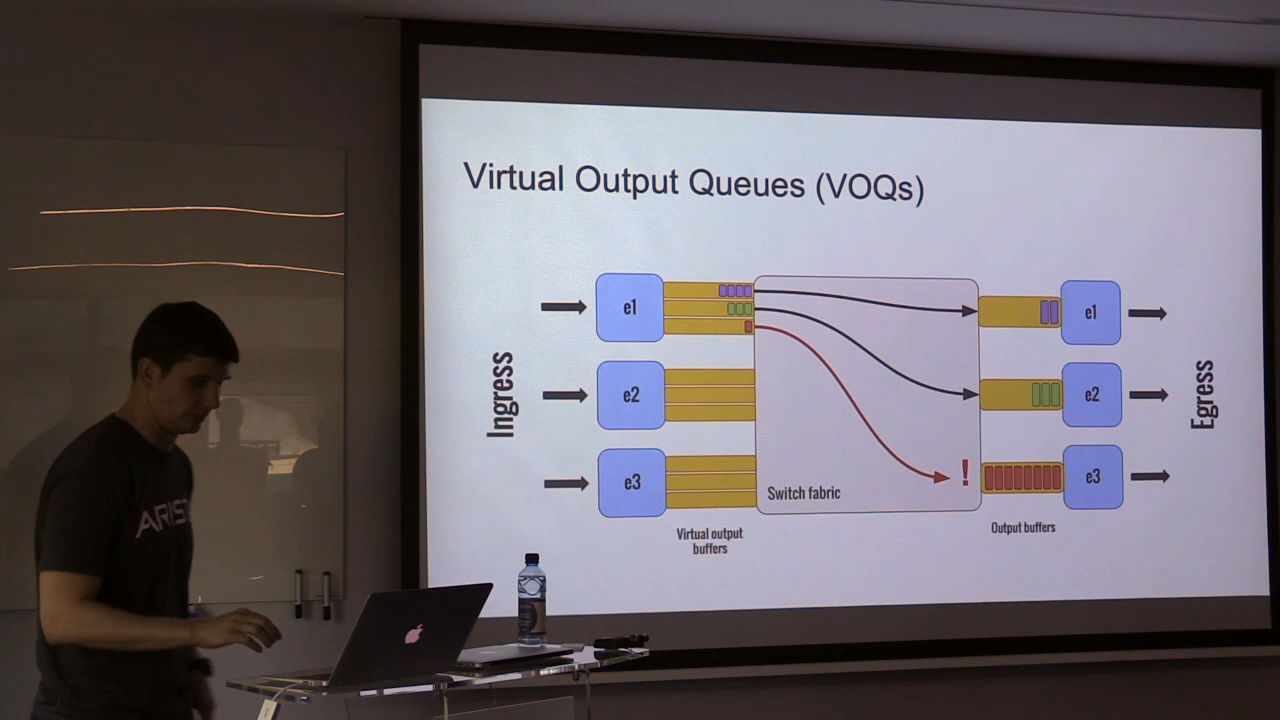 Virtual Output Queues (VOQs)
Ingress
e1
e2
e3
Switch fabric
Virtual output
buffers
!
e1
e2
e3
Output buffers
Egress